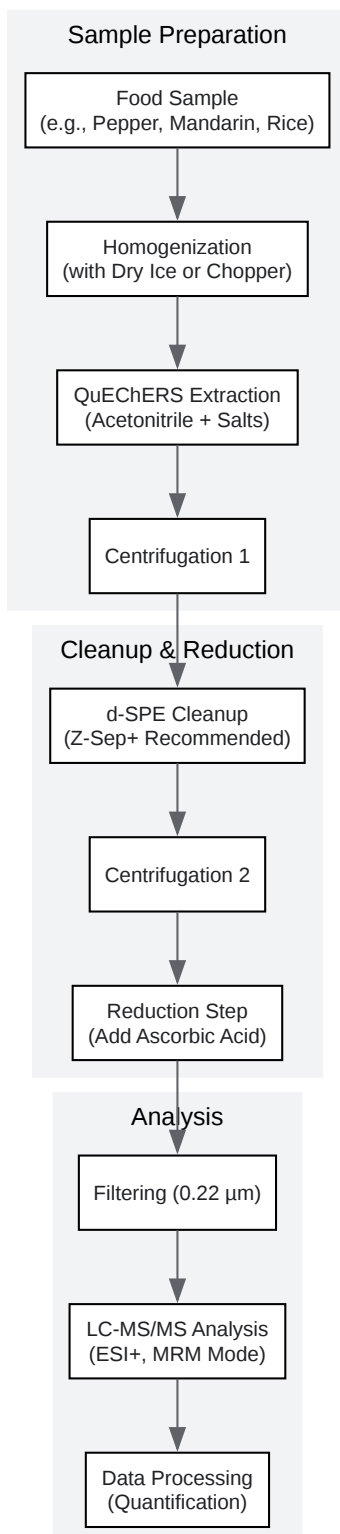 Sample Preparation
Food Sample
(e.g., Pepper, Mandarin, Rice)
Homogenization
(with Dry Ice or Chopper)
QuEChERS Extraction
(Acetonitrile + Salts)
Centrifugation 1
Cleanup & Reduction
d-SPE Cleanup
(Z-Sep+ Recommended)
Centrifugation 2
Reduction Step
(Add Ascorbic Acid)
Analysis
Filtering (0.22 µm)
LC-MS/MS Analysis
(ESI+, MRM Mode)
Data Processing
(Quantification)